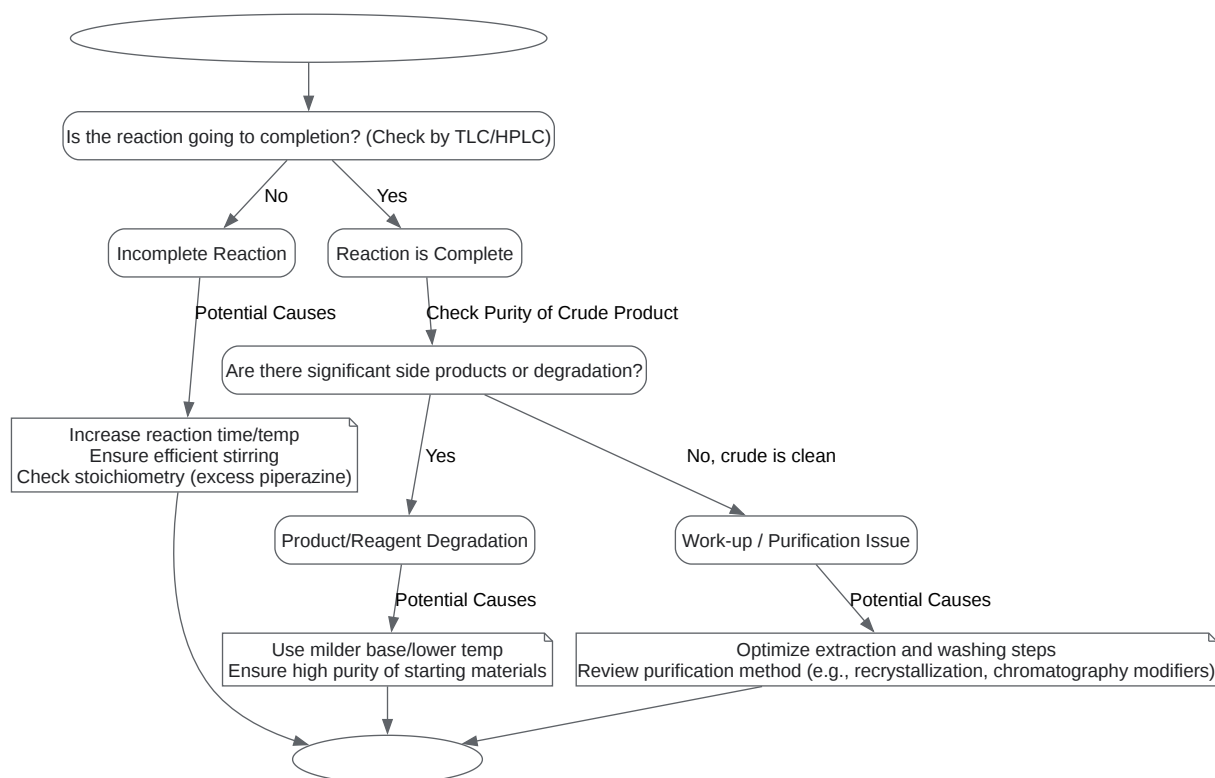 Is the reaction going to completion? (Check by TLC/HPLC)
No
Yes
Incomplete Reaction
Reaction is Complete
Potential Causes
Check Purity of Crude Product
Are there significant side products or degradation?
Increase reaction time/temp
Ensure efficient stirring
Check stoichiometry (excess piperazine)
Yes
No, crude is clean
Product/Reagent Degradation
Work-up / Purification Issue
Potential Causes
Potential Causes
Use milder base/lower temp
Ensure high purity of starting materials
Optimize extraction and washing steps
Review purification method (e.g., recrystallization, chromatography modifiers)